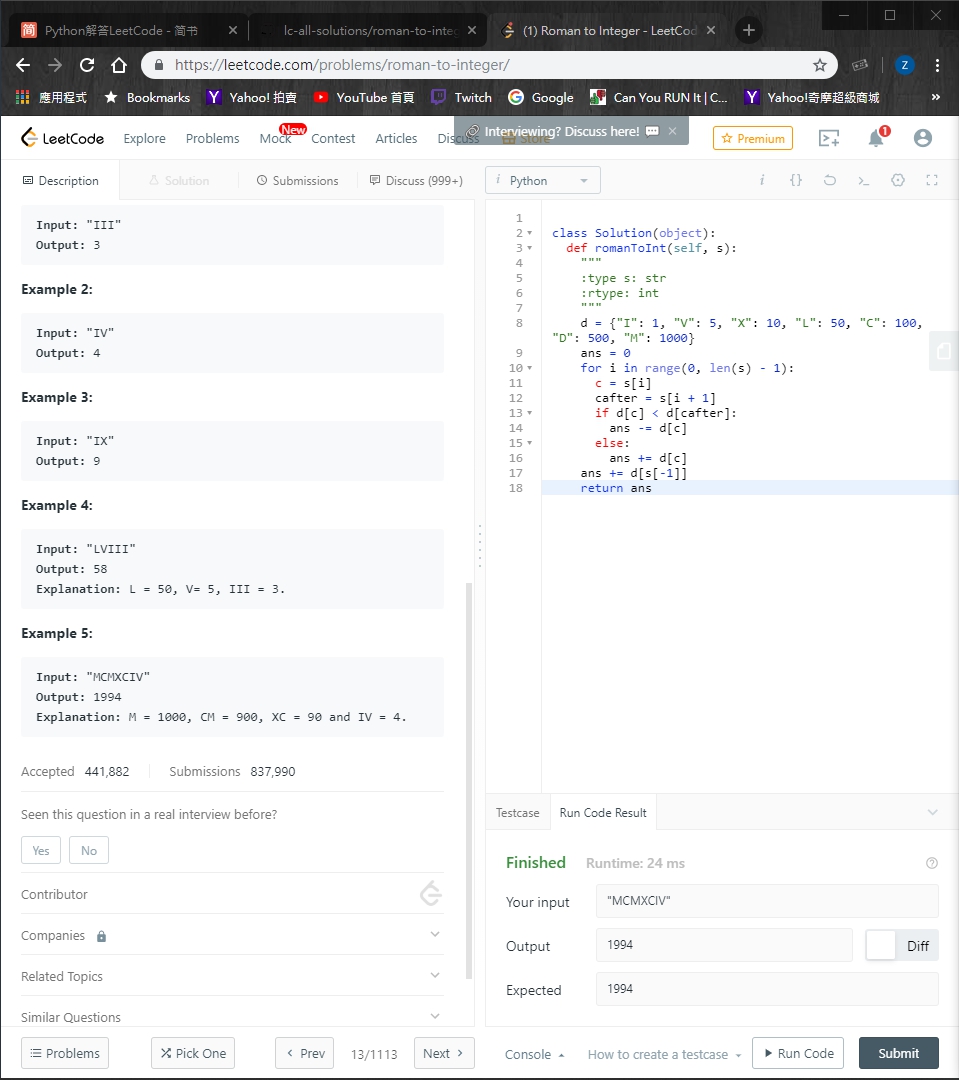 Python解答LeetCode - 简书
lc-all-solutions/roman-to-inte
(1) Roman to Integer - LeetCod
https://leetcode.com/problems/roman-to-integer/
Z
應用程式
Bookmarks
Yahoo! 拍賣
YouTube 首頁
Twitch
Google
Can You RUN It | C...
Yahoo!奇摩超級商城
»
LeetCode
Explore
Problems
Mock
New
Contest
Articles
Discuss
Interviewing? Discuss here!
Store
Premium
1
Description
Solution
Submissions
Discuss (999+)
i Python
i {}
Input: "III"
Output: 3
Example 2:
Input: "IV"
Output: 4
Example 3:
Input: "IX"
Output: 9
Example 4:
Input: "LVIII"
Output: 58
Explanation: L = 50, V= 5, III = 3.
Example 5:
Input: "MCMXCIV"
Output: 1994
Explanation: M = 1000, CM = 900, XC = 90 and IV = 4.
Accepted 441,882
Submissions 837,990
Seen this question in a real interview before?
Yes
No
Contributor
Companies
Related Topics
Similar Questions
1
2 class Solution(object):
3 def romanToInt(self, s):
4 """
5 :type s: str
6 :rtype: int
7 """
8 d = {"I": 1, "V": 5, "X": 10, "L": 50, "C": 100,
"D": 500, "M": 1000}
9 ans = 0
10 for i in range(0, len(s) - 1):
11 c = s[i]
12 cafter = s[i + 1]
13 if d[c] < d[cafter]:
14 ans -= d[c]
15 else:
16 ans += d[c]
17 ans += d[s[-1]]
18 return ans
Testcase
Run Code Result
Finished
Runtime: 24 ms
Your input
"MCMXCIV"
Output
1994
Diff
Expected
1994
Problems
Pick One
Prev
13/1113
Next
Console
How to create a testcase
Run Code
Submit